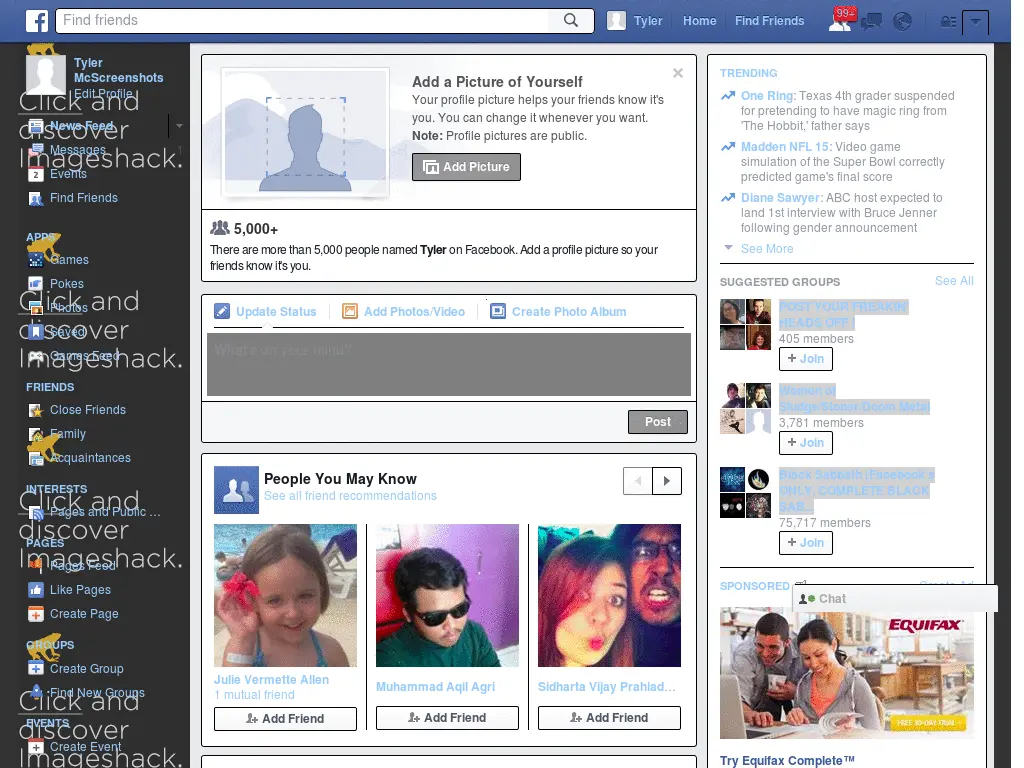 Find friends
Tyler
Home
Find Friends
99+
Tyler
McScreenshots
Edit Profile
Click and
discover
Imageshack.
News Feed
Messages
Events
Find Friends
APPS
Games
Pokes
Photos
Saved
Games Feed
Click and
discover
Imageshack.
FRIENDS
Close Friends
Family
Acquaintances
INTERESTS
Pages and Public ...
Click and
discover
Imageshack.
PAGES
Pages Feed
Like Pages
Create Page
GROUPS
Create Group
Find New Groups
Click and
discover
Imageshack.
EVENTS
Create Event
Add a Picture of Yourself
Your profile picture helps your friends know it's
you. You can change it whenever you want.
Note: Profile pictures are public.
Add Picture
5,000+
There are more than 5,000 people named Tyler on Facebook. Add a profile picture so your
friends know it's you.
Update Status
Add Photos/Video
Create Photo Album
What's on your mind?
Post
People You May Know
See all friend recommendations
Julie Vermette Allen
1 mutual friend
Add Friend
Muhammad Aqil Agri
Add Friend
Sidharta Vijay Prahlad...
Add Friend
TRENDING
One Ring: Texas 4th grader suspended
for pretending to have magic ring from
'The Hobbit,' father says
Madden NFL 15: Video game
simulation of the Super Bowl correctly
predicted game's final score
Diane Sawyer: ABC host expected to
land 1st interview with Bruce Jenner
following gender announcement
See More
SUGGESTED GROUPS
See All
POST YOUR FREAKIN'
HEADS OFF !
405 members
+ Join
Women of
Sludge/Stoner/Doom Metal
3,781 members
+ Join
Black Sabbath (Facebook's
ONLY, COMPLETE BLACK
SAB...
75,717 members
+ Join
SPONSORED
Create Ad
Chat
EQUIFAX
FREE 30-DAY TRIAL
Try Equifax Complete™